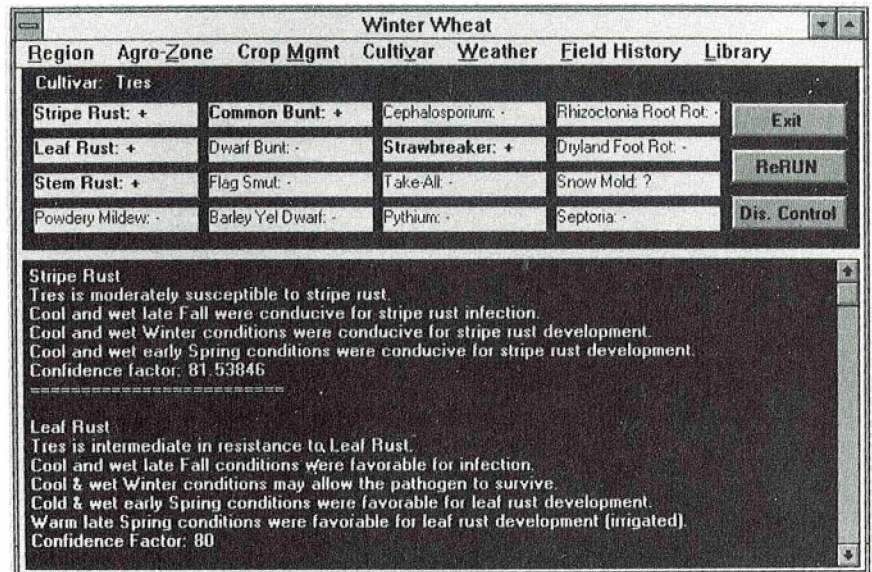 Winter Wheat
Region Agro-Zone Crop Mgmt Cultivar Weather Field History Library
Cultivar: Tres
Stripe Rust: + Common Bunt: + Cephalosporium: - Rhizoctonia Root Rot: - Exit
Leaf Rust: + Dwarf Bunt: - Strawbreaker: + Dryland Foot Rot: - ReRUN
Stem Rust: + Flag Smut: - Take-All: - Snow Mold: ?
Powdery Mildew: - Barley Yel Dwarf: - Pythium: - Septoria: - Dis. Control
Stripe Rust
Tres is moderately susceptible to stripe rust.
Cool and wet late Fall were conducive for stripe rust infection.
Cool and wet Winter conditions were conducive for stripe rust development.
Cool and wet early Spring conditions were conducive for stripe rust development.
Confidence factor: 81.53846
==========================
Leaf Rust
Tres is intermediate in resistance to Leaf Rust.
Cool and wet late Fall conditions were favorable for infection.
Cool & wet Winter conditions may allow the pathogen to survive.
Cold & wet early Spring conditions were favorable for leaf rust development.
Warm late Spring conditions were favorable for leaf rust development (irrigated).
Confidence Factor: 80